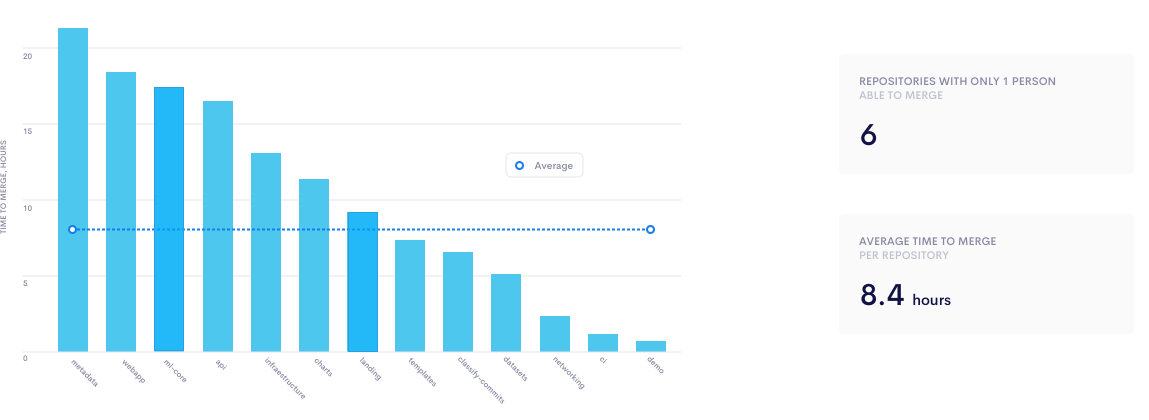 TIME TO MERGE, HOURS
20
15
10
5
0
Average
metadata
webapp
ml-core
api
infraestructure
charts
landing
templates
classify-commits
datasets
networking
ci
demo
REPOSITORIES WITH ONLY 1 PERSON
ABLE TO MERGE
6
AVERAGE TIME TO MERGE
PER REPOSITORY
8.4 hours